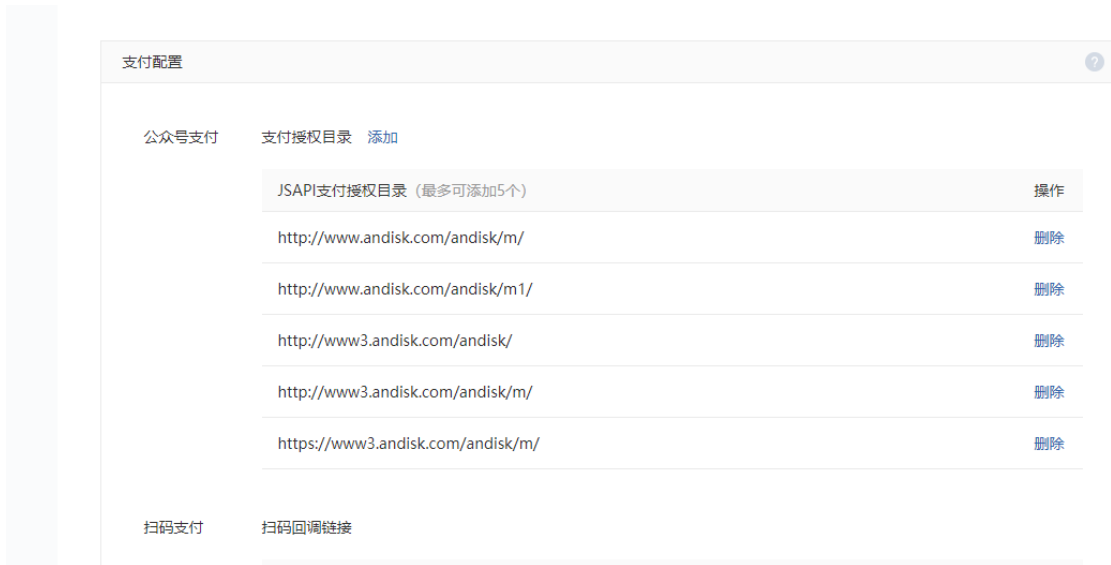 支付配置
?
公众号支付 支付授权目录 添加
JSAPI支付授权目录（最多可添加5个） 操作
http://www.andisk.com/andisk/m/ 删除
http://www.andisk.com/andisk/m1/ 删除
http://www3.andisk.com/andisk/ 删除
http://www3.andisk.com/andisk/m/ 删除
https://www3.andisk.com/andisk/m/ 删除
扫码支付 扫码回调链接